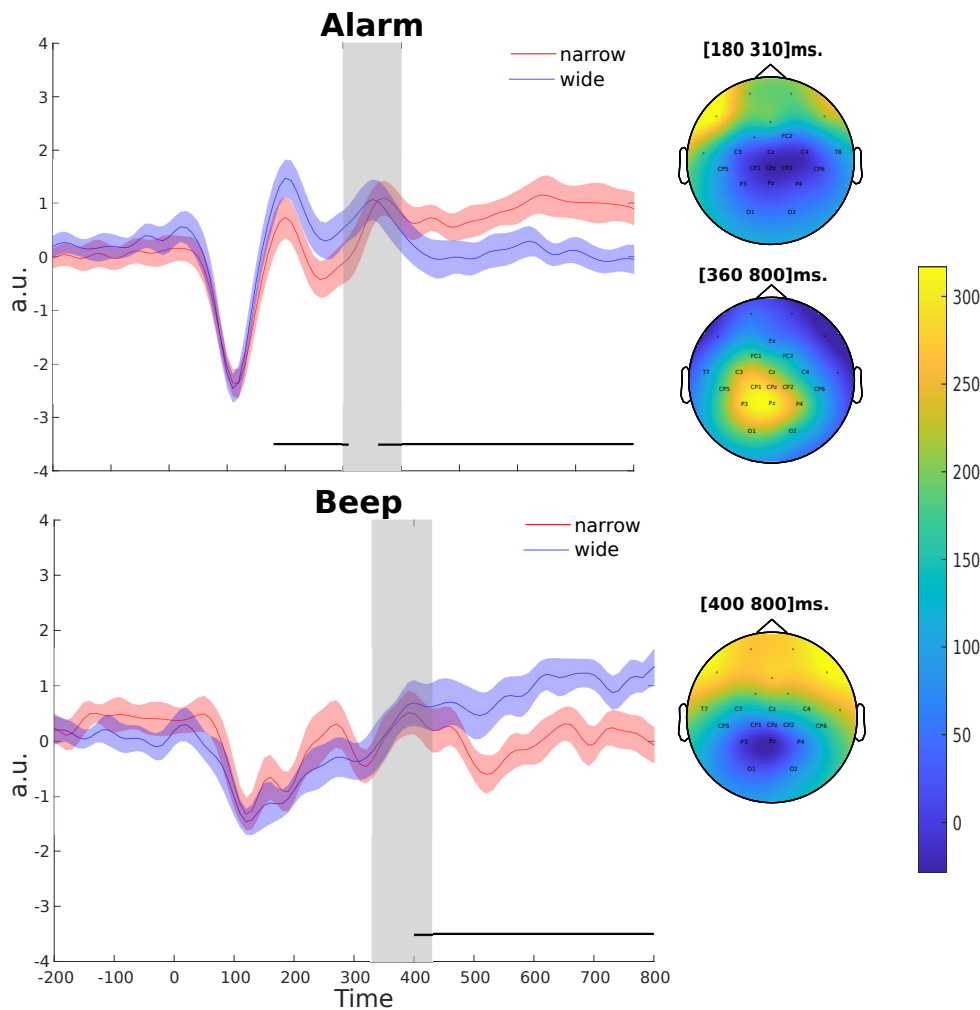 Alarm
4
3
2
1
0
-1
-2
-3
-4
a.u.
narrow
wide
[180 310]ms.
FC2
C3 Cz C4 T8
CP5 CP1 CPz CP2 CP6
P3 Pz P4
O1 O2
[360 800]ms.
Fz
FC1 FC2
T7 C3 Cz C4
CP5 CP1 CPz CP2 CP6
P3 Pz P4
O1 O2
Beep
4
3
2
1
0
-1
-2
-3
-4
a.u.
narrow
wide
-200 -100 0 100 200 300 400 500 600 700 800
Time
[400 800]ms.
T7 C3 Cz C4
CP5 CP1 CPz CP2 CP6
P3 Pz P4
O1 O2
300
250
200
150
100
50
0